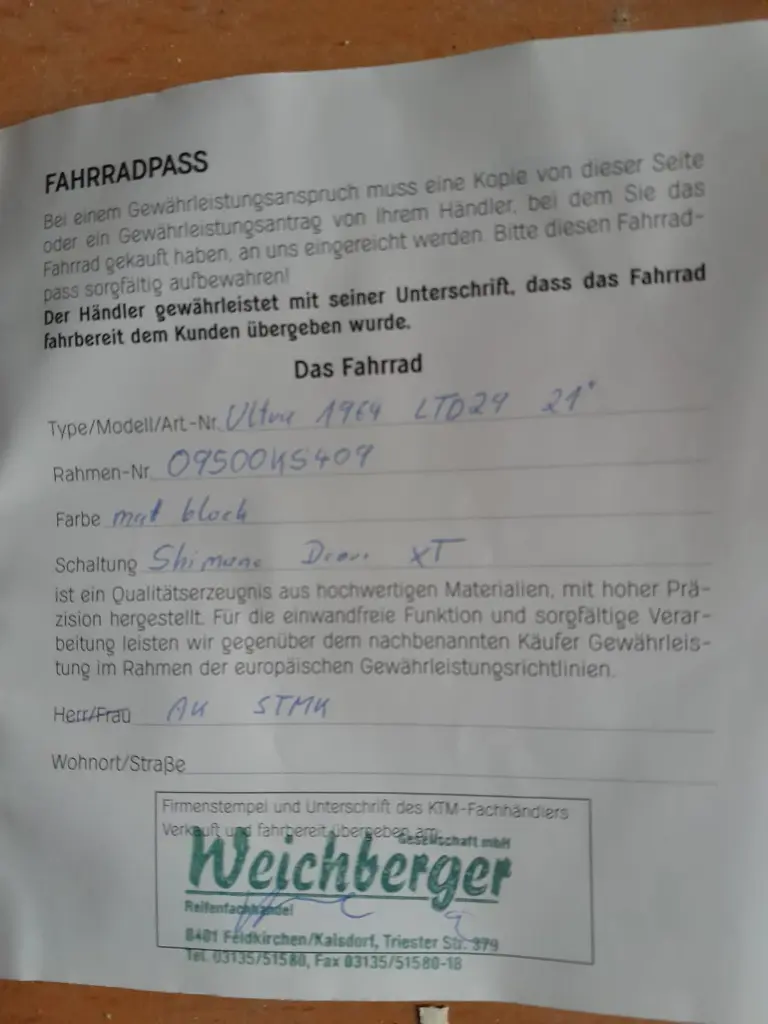 FAHRRADPASS
Bei einem Gewährleistungsanspruch muss eine Kopie von dieser Seite
oder ein Gewährleistungsantrag von Ihrem Händler, bei dem Sie das
Fahrrad gekauft haben, an uns eingereicht werden. Bitte diesen Fahrrad-
pass sorgfältig aufbewahren!
Der Händler gewährleistet mit seiner Unterschrift, dass das Fahrrad
fahrbereit dem Kunden übergeben wurde.
Das Fahrrad
Type/Modell/Art-Nr. Ultra 1964 LTD29 21"
Rahmen-Nr. 0950045409
Farbe mat black
Schaltung Shimano XT
ist ein Qualitätserzeugnis aus hochwertigen Materialien, mit hoher Prä-
zision hergestellt. Für die einwandfreie Funktion und sorgfältige Verar-
beitung leisten wir gegenüber dem nachbenannten Käufer Gewährleis-
tung im Rahmen der europäischen Gewährleistungsrichtlinien.
Herr/Frau AK STMK
Wohnort/Straße
Firmenstempel und Unterschrift des KTM-Fachhändlers
Verkauft und fahrbereit übergeben am:
Gesellschaft mbH
Weichberger
Reifenfachhandel
8401 Feldkirchen/Kalsdorf, Triester Str. 379
Tel. 03135/51580, Fax 03135/51580-18